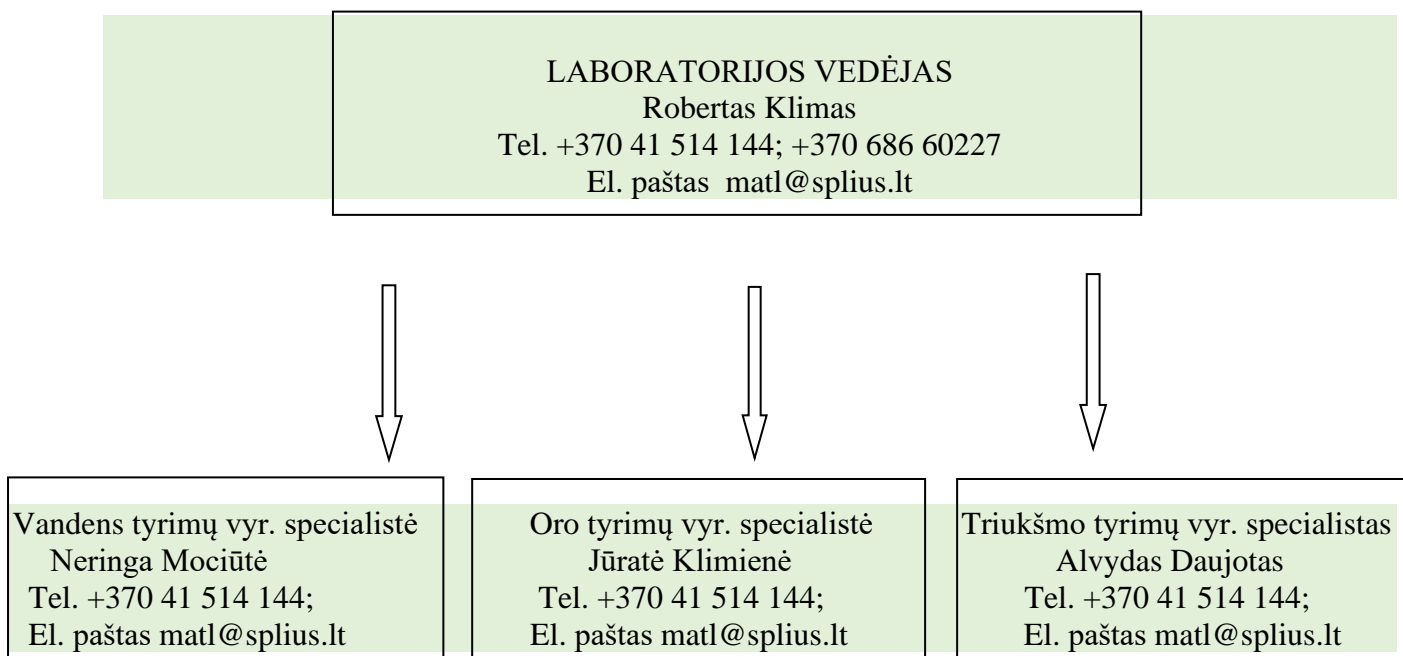 LABORATORIJOS VEDĖJAS
Robertas Klimas
Tel. +370 41 514 144; +370 686 60227
El. paštas matl@splius.lt
Vandens tyrimų vyr. specialistė
Neringa Mociūtė
Tel. +370 41 514 144;
El. paštas matl@splius.lt
Oro tyrimų vyr. specialistė
Jūratė Klimienė
Tel. +370 41 514 144;
El. paštas matl@splius.lt
Triukšmo tyrimų vyr. specialistas
Alvydas Daujotas
Tel. +370 41 514 144;
El. paštas matl@splius.lt